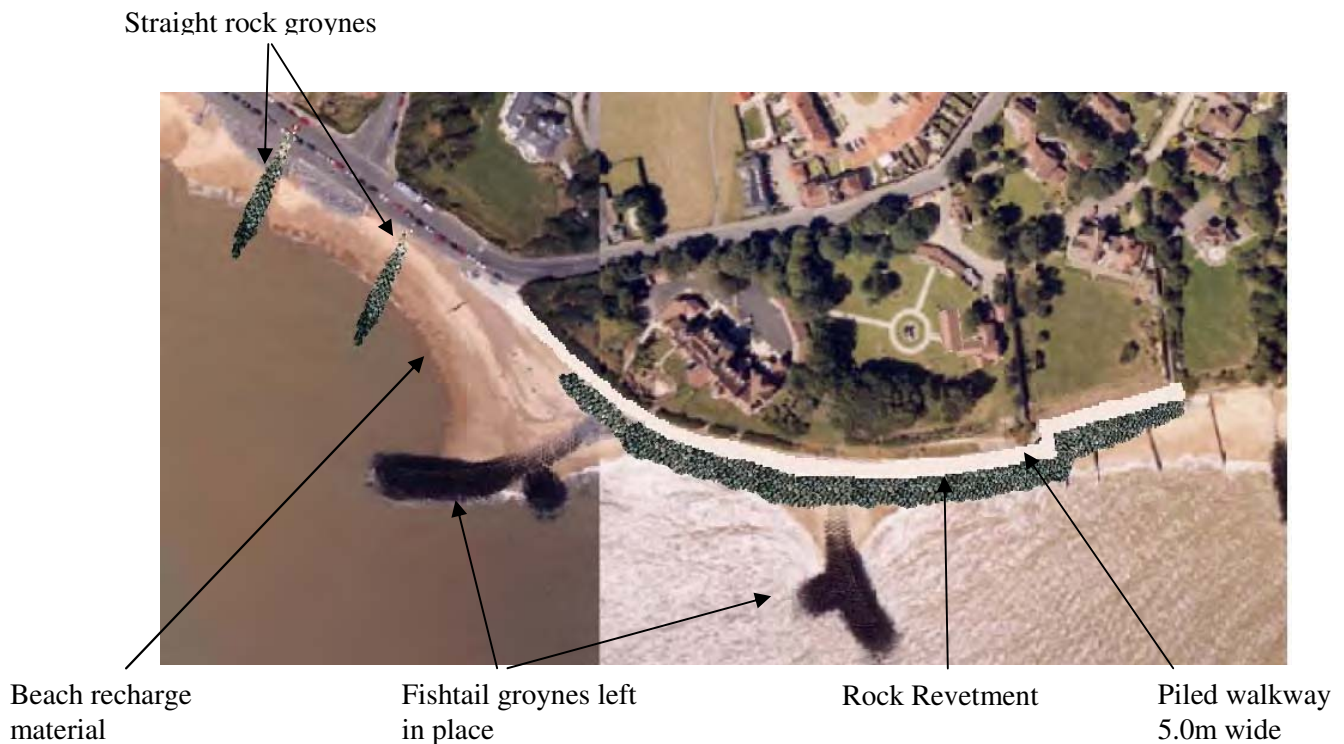 Straight rock groynes
Beach recharge
material
Fishtail groynes left
in place
Rock Revetment
Piled walkway
5.0m wide